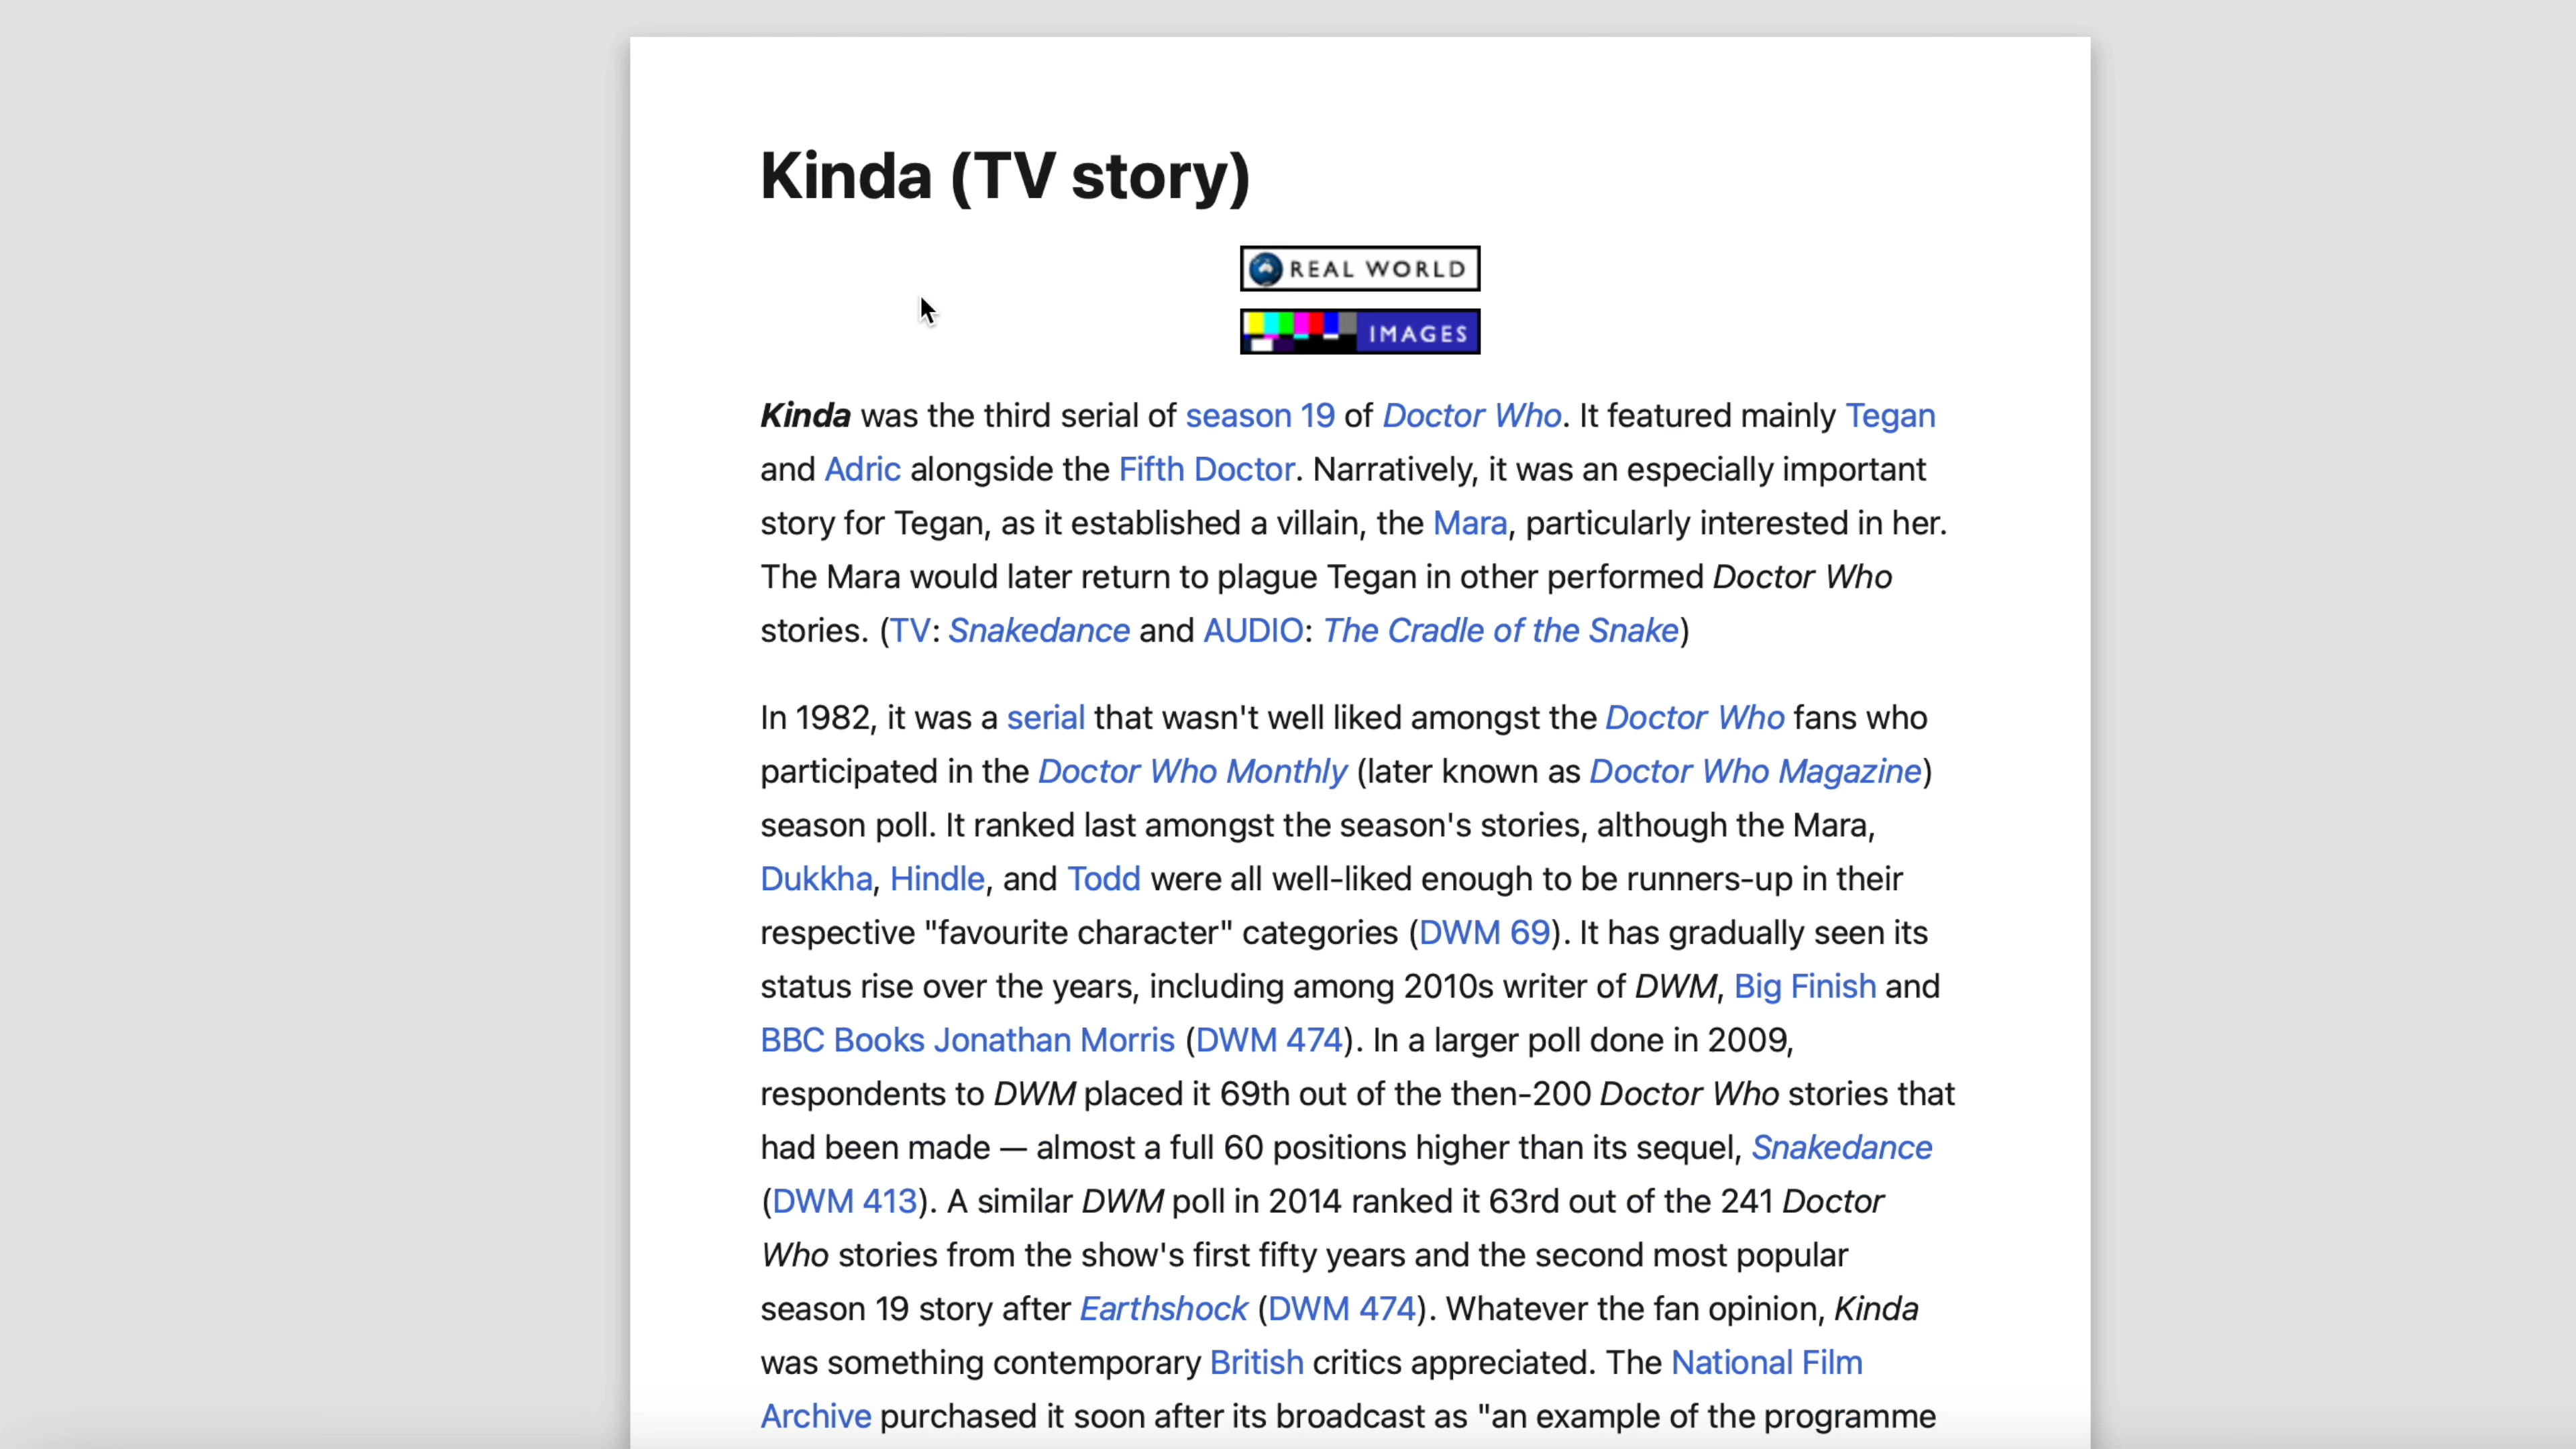 Kinda (TV story)
REAL WORLD
IMAGES
Kinda was the third serial of season 19 of Doctor Who. It featured mainly Tegan
and Adric alongside the Fifth Doctor. Narratively, it was an especially important
story for Tegan, as it established a villain, the Mara, particularly interested in her.
The Mara would later return to plague Tegan in other performed Doctor Who
stories. (TV: Snakedance and AUDIO: The Cradle of the Snake)
In 1982, it was a serial that wasn't well liked amongst the Doctor Who fans who
participated in the Doctor Who Monthly (later known as Doctor Who Magazine)
season poll. It ranked last amongst the season's stories, although the Mara,
Dukkha, Hindle, and Todd were all well-liked enough to be runners-up in their
respective "favourite character" categories (DWM 69). It has gradually seen its
status rise over the years, including among 2010s writer of DWM, Big Finish and
BBC Books Jonathan Morris (DWM 474). In a larger poll done in 2009,
respondents to DWM placed it 69th out of the then-200 Doctor Who stories that
had been made — almost a full 60 positions higher than its sequel, Snakedance
(DWM 413). A similar DWM poll in 2014 ranked it 63rd out of the 241 Doctor
Who stories from the show's first fifty years and the second most popular
season 19 story after Earthshock (DWM 474). Whatever the fan opinion, Kinda
was something contemporary British critics appreciated. The National Film
Archive purchased it soon after its broadcast as "an example of the programme